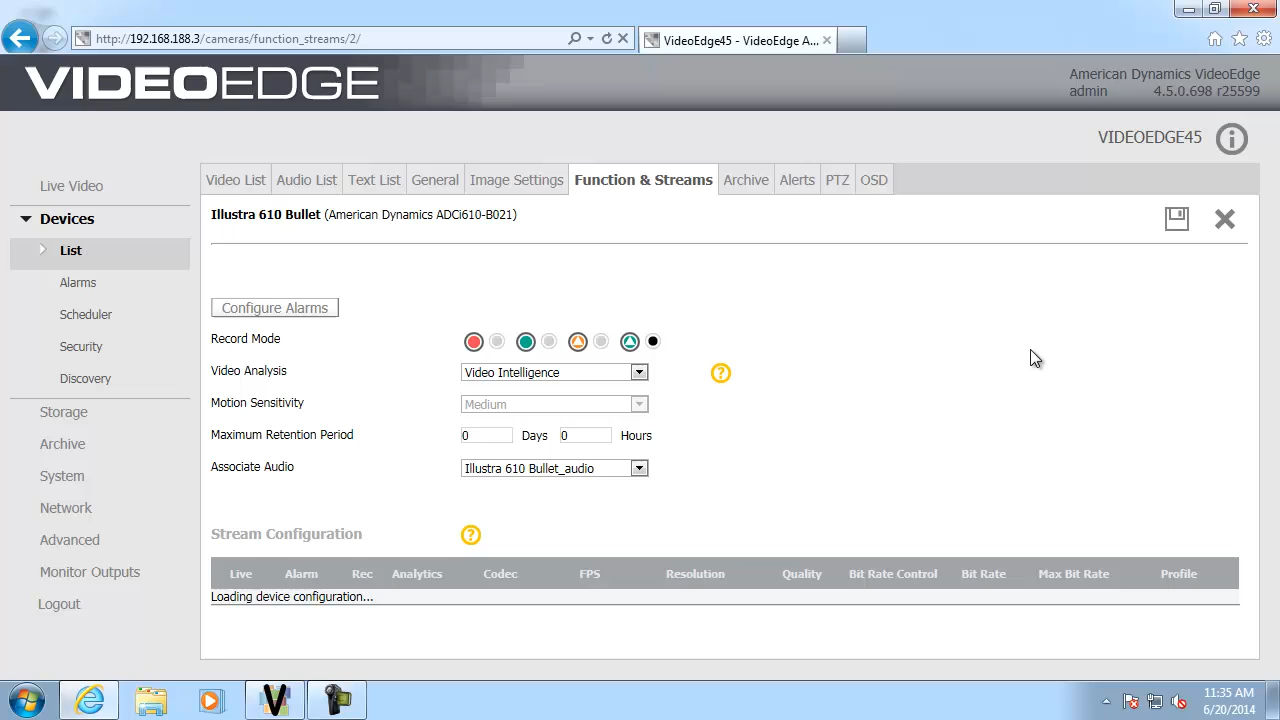 http://192.168.188.3/cameras/function_streams/2/
VideoEdge45 - VideoEdge A...
VIDEOEDGE
American Dynamics VideoEdge
admin 4.5.0.698 r25599
VIDEOEDGE45
Live Video
Devices
List
Alarms
Scheduler
Security
Discovery
Storage
Archive
System
Network
Advanced
Monitor Outputs
Logout
Video List Audio List Text List General Image Settings Function & Streams Archive Alerts PTZ OSD
Illustra 610 Bullet (American Dynamics ADCi610-B021)
Configure Alarms
Record Mode
Video Analysis Video Intelligence ?
Motion Sensitivity Medium
Maximum Retention Period 0 Days 0 Hours
Associate Audio Illustra 610 Bullet_audio
Stream Configuration ?
Live Alarm Rec Analytics Codec FPS Resolution Quality Bit Rate Control Bit Rate Max Bit Rate Profile
Loading device configuration...
11:35 AM
6/20/2014